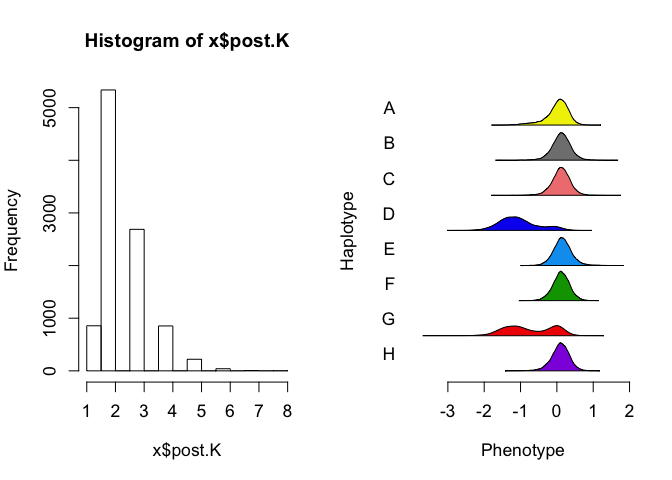 Histogram of x$post.K
Frequency
0
1000
3000
5000
1 2 3 4 5 6 7 8
x$post.K
Haplotype
A
B
C
D
E
F
G
H
-3 -2 -1 0 1 2
Phenotype